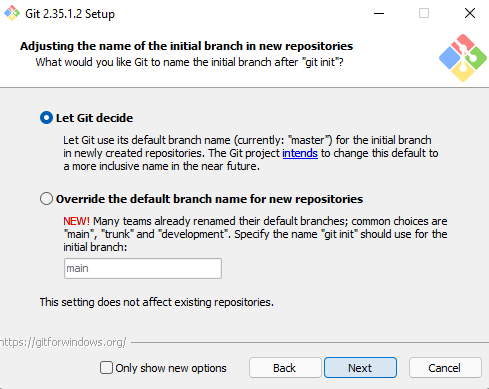 Git 2.35.1.2 Setup
Adjusting the name of the initial branch in new repositories
What would you like Git to name the initial branch after "git init"?
Let Git decide
Let Git use its default branch name (currently: "master") for the initial branch
in newly created repositories. The Git project intends to change this default to
a more inclusive name in the near future.
Override the default branch name for new repositories
NEW! Many teams already renamed their default branches; common choices are
"main", "trunk" and "development". Specify the name "git init" should use for the
initial branch:
main
This setting does not affect existing repositories.
https://gitforwindows.org/
Only show new options
Back
Next
Cancel